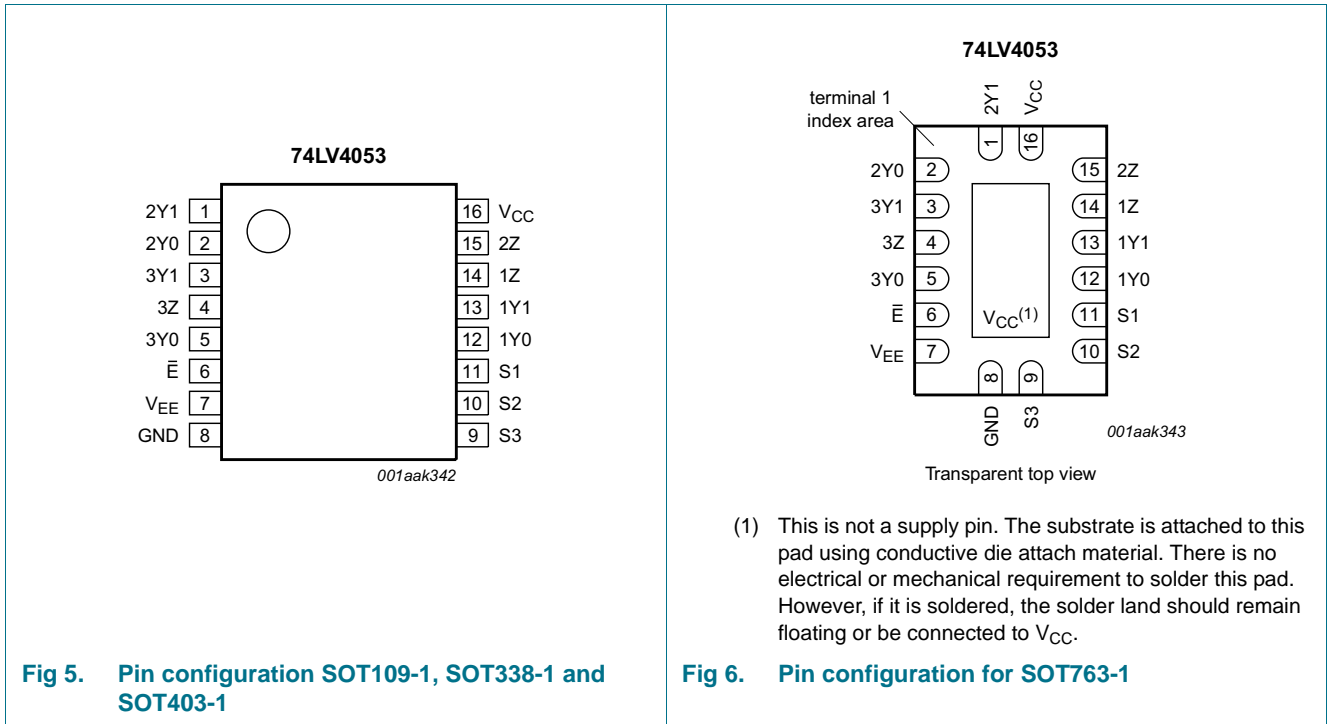 74LV4053
2Y1 1
2Y0 2
3Y1 3
3Z 4
3Y0 5
Ē 6
VEE 7
GND 8
16 VCC
15 2Z
14 1Z
13 1Y1
12 1Y0
11 S1
10 S2
9 S3
001aak342
Fig 5. Pin configuration SOT109-1, SOT338-1 and
SOT403-1
74LV4053
terminal 1
index area
2Y1
VCC
1
16
2Y0 2
3Y1 3
3Z 4
3Y0 5
Ē 6
VEE 7
15 2Z
14 1Z
13 1Y1
12 1Y0
11 S1
10 S2
VCC(1)
8
9
GND
S3
001aak343
Transparent top view
(1) This is not a supply pin. The substrate is attached to this
pad using conductive die attach material. There is no
electrical or mechanical requirement to solder this pad.
However, if it is soldered, the solder land should remain
floating or be connected to VCC.
Fig 6. Pin configuration for SOT763-1